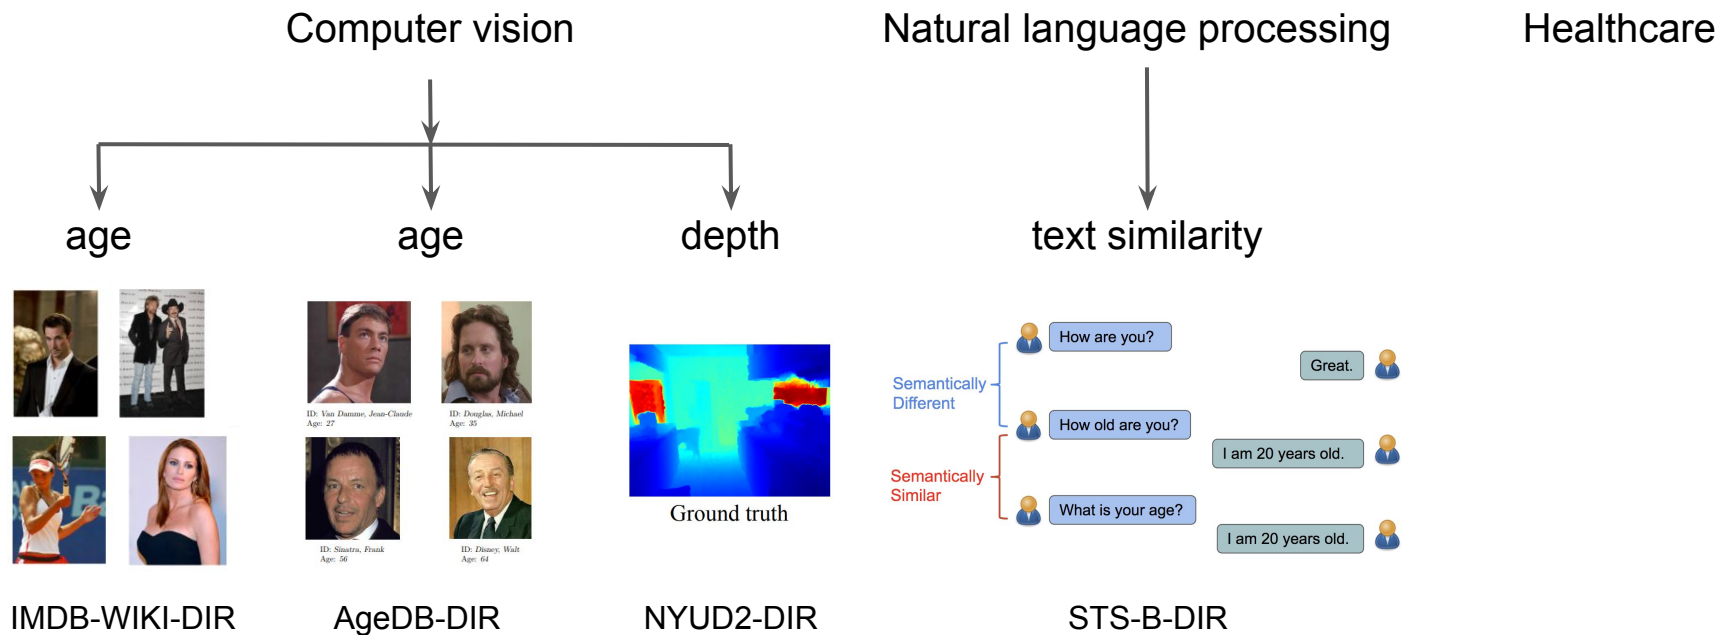 Computer vision
Natural language processing
Healthcare
age
age
depth
text similarity
ID: Van Damme, Jean-Claude
Age: 27
ID: Douglas, Michael
Age: 35
ID: Sinatra, Frank
Age: 56
ID: Disney, Walt
Age: 64
Ground truth
How are you?
Great.
Semantically
Different
How old are you?
I am 20 years old.
Semantically
Similar
What is your age?
I am 20 years old.
IMDB-WIKI-DIR
AgeDB-DIR
NYUD2-DIR
STS-B-DIR